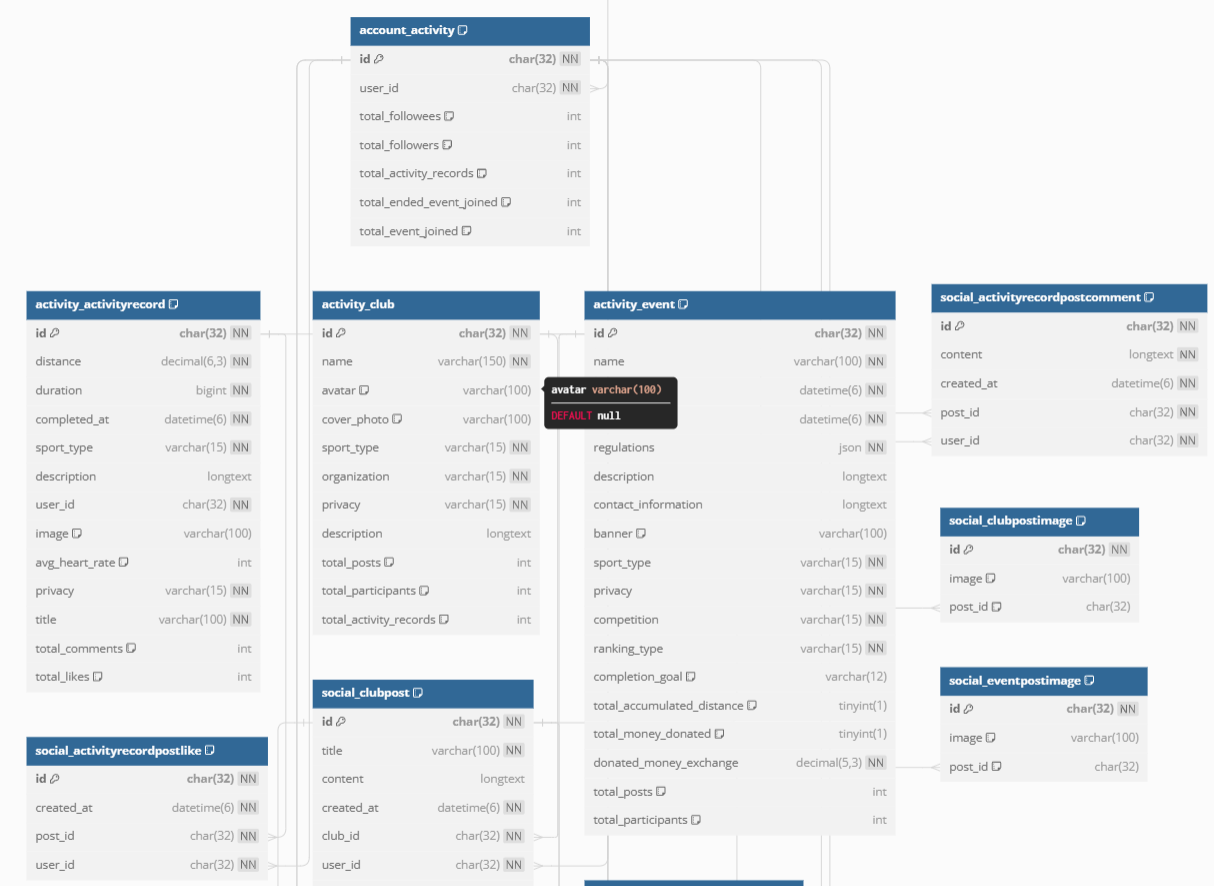 account_activity
id char(32) NN
user_id char(32) NN
total_followees int
total_followers int
total_activity_records int
total_ended_event_joined int
total_event_joined int
activity_activityrecord
id char(32) NN
distance decimal(6,3) NN
duration bigint NN
completed_at datetime(6) NN
sport_type varchar(15) NN
description longtext
user_id char(32) NN
image varchar(100)
avg_heart_rate int
privacy varchar(15) NN
title varchar(100) NN
total_comments int
total_likes int
activity_club
id char(32) NN
name varchar(150) NN
avatar varchar(100)
cover_photo varchar(100)
sport_type varchar(15) NN
organization varchar(15) NN
privacy varchar(15) NN
description longtext
total_posts int
total_participants int
total_activity_records int
avatar varchar(100)
DEFAULT null
activity_event
id char(32) NN
name varchar(100) NN
datetime(6) NN
datetime(6) NN
regulations json NN
description longtext
contact_information longtext
banner varchar(100)
sport_type varchar(15) NN
privacy varchar(15) NN
competition varchar(15) NN
ranking_type varchar(15) NN
completion_goal varchar(12)
total_accumulated_distance tinyint(1)
total_money_donated tinyint(1)
donated_money_exchange decimal(5,3) NN
total_posts int
total_participants int
social_activityrecordpostcomment
id char(32) NN
content longtext NN
created_at datetime(6) NN
post_id char(32) NN
user_id char(32) NN
social_clubpostimage
id char(32) NN
image varchar(100)
post_id char(32)
social_eventpostimage
id char(32) NN
image varchar(100)
post_id char(32)
social_activityrecordpostlike
id char(32) NN
created_at datetime(6) NN
post_id char(32) NN
user_id char(32) NN
social_clubpost
id char(32) NN
title varchar(100) NN
content longtext
created_at datetime(6) NN
club_id char(32) NN
user_id char(32) NN